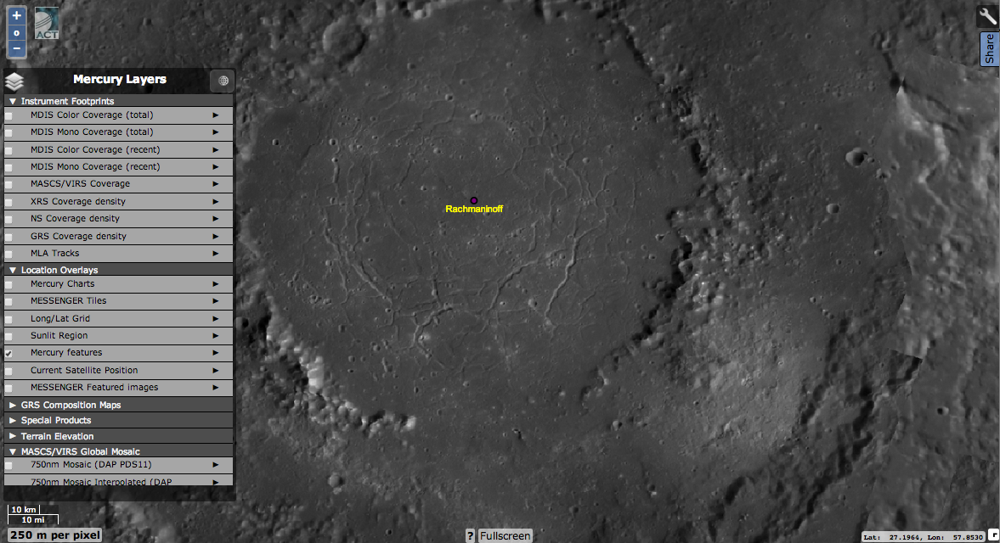 +
o
−
ACT
Share
Mercury Layers
▼ Instrument Footprints
MDIS Color Coverage (total) ►
MDIS Mono Coverage (total) ►
MDIS Color Coverage (recent) ►
MDIS Mono Coverage (recent) ►
MASCS/VIRS Coverage ►
XRS Coverage density ►
NS Coverage density ►
GRS Coverage density ►
MLA Tracks ►
▼ Location Overlays
Mercury Charts ►
MESSENGER Tiles ►
Long/Lat Grid ►
Sunlit Region ►
Mercury features ►
Current Satellite Position ►
MESSENGER Featured images ►
► GRS Composition Maps
► Special Products
► Terrain Elevation
▼ MASCS/VIRS Global Mosaic
750nm Mosaic (DAP PDS11) ►
750nm Mosaic Interpolated (DAP ►
Rachmaninoff
10 km
10 mi
250 m per pixel
? Fullscreen
Lat: 27.1964, Lon: 57.8530 r